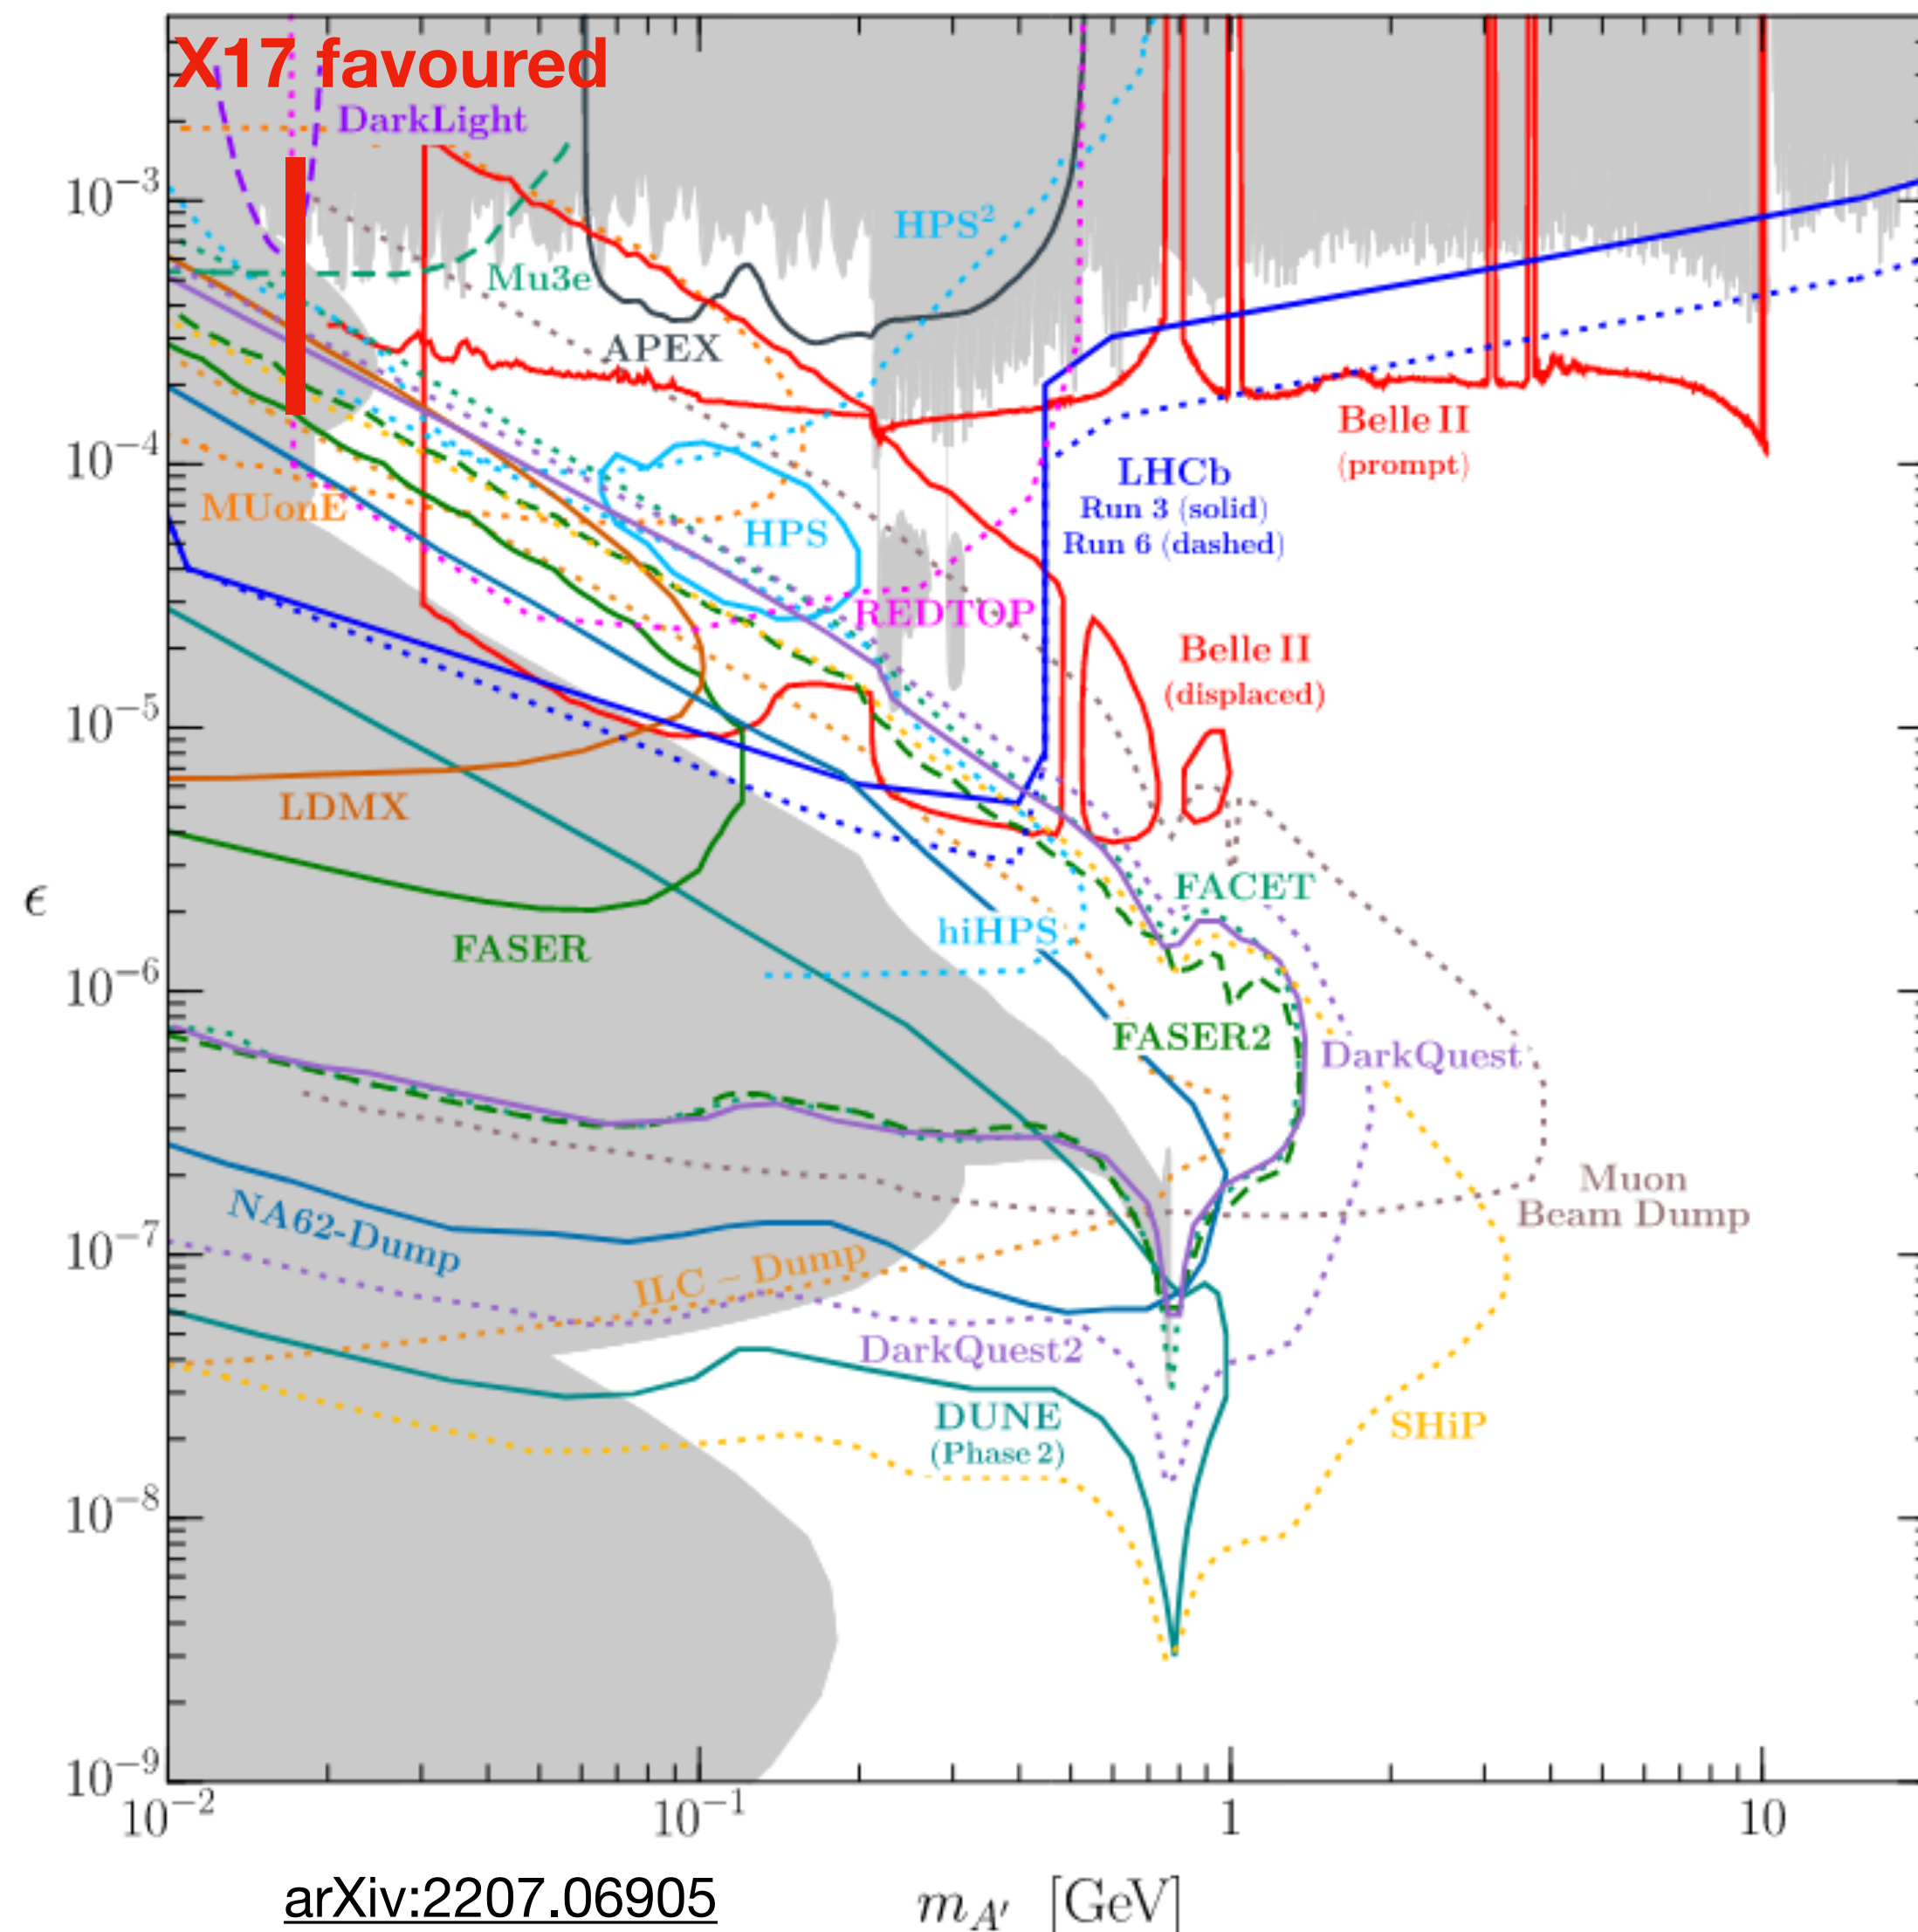 X17 favoured
DarkLight
10⁻³
HPS²
Mu3e
APEX
Belle II
(prompt)
10⁻⁴
LHCb
Run 3 (solid)
Run 6 (dashed)
MUonE
HPS
REDTOP
Belle II
(displaced)
10⁻⁵
LDMX
FACET
ϵ
hiHPS
FASER
10⁻⁶
FASER2
DarkQuest
Muon
Beam Dump
NA62-Dump
10⁻⁷
ILC - Dump
DarkQuest2
DUNE
(Phase 2)
SHiP
10⁻⁸
10⁻⁹
10⁻² 10⁻¹ 1 10
arXiv:2207.06905
m_A′ [GeV]